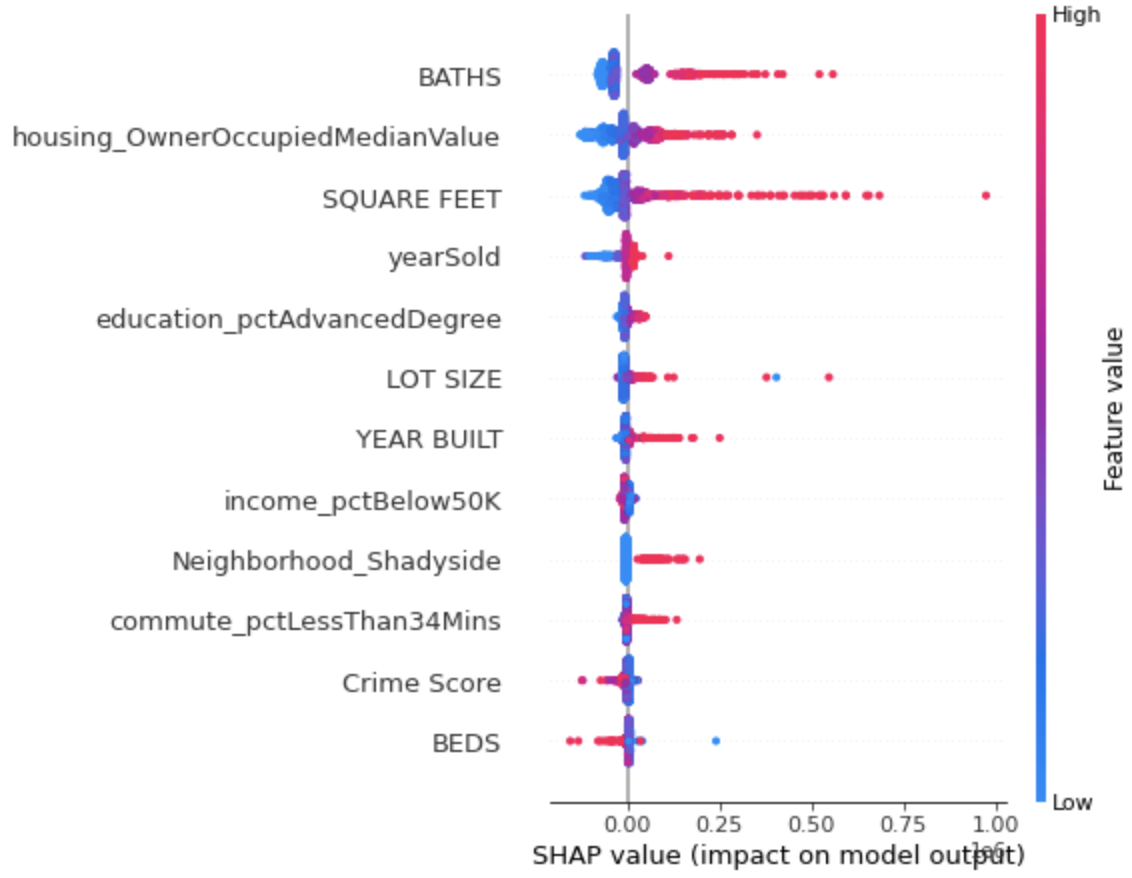 High
BATHS
housing_OwnerOccupiedMedianValue
SQUARE FEET
yearSold
education_pctAdvancedDegree
LOT SIZE
YEAR BUILT
income_pctBelow50K
Neighborhood_Shadyside
commute_pctLessThan34Mins
Crime Score
BEDS
Feature value
Low
0.00 0.25 0.50 0.75 1.00
1e6
SHAP value (impact on model output)